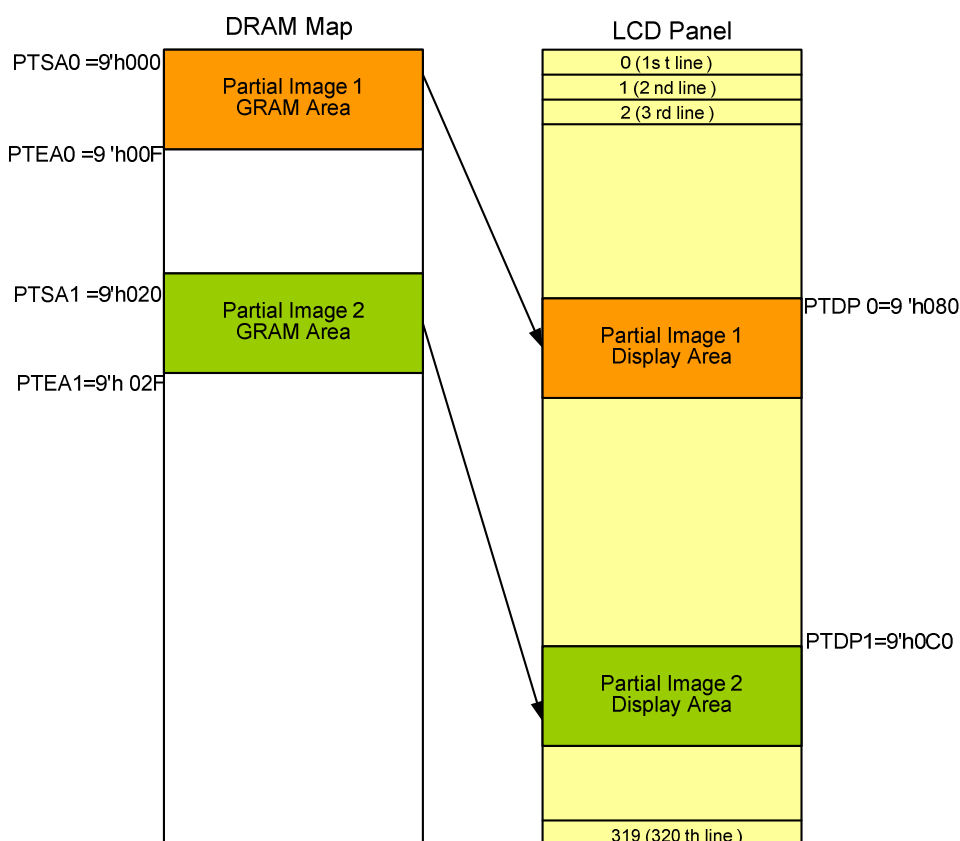 DRAM Map
PTSA0 =9'h000
Partial Image 1
GRAM Area
PTEA0 =9 'h00F
PTSA1 =9'h020
Partial Image 2
GRAM Area
PTEA1=9'h 02F
LCD Panel
0 (1s t line )
1 (2 nd line )
2 (3 rd line )
PTDP 0=9 'h080
Partial Image 1
Display Area
PTDP1=9'h0C0
Partial Image 2
Display Area
319 (320 th line )